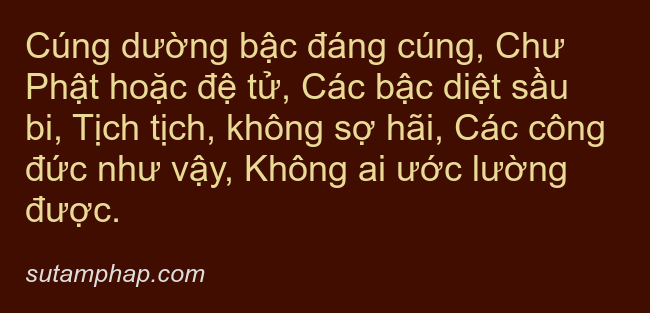 Cúng dường bậc đáng cúng, Chư
Phật hoặc đệ tử, Các bậc diệt sầu
bi, Tịch tịch, không sợ hãi, Các công
đức như vậy, Không ai ước lường
được.
sutamphap.com